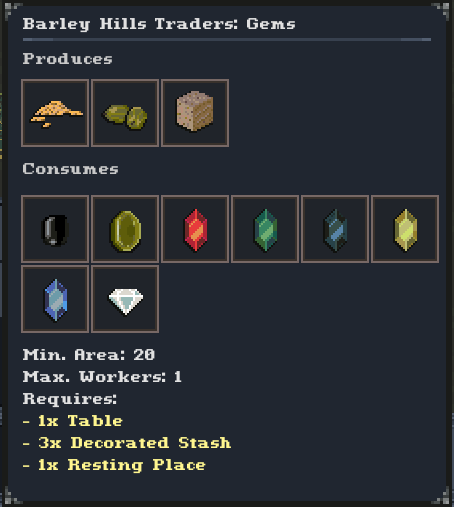 Barley Hills Traders: Gems
Produces
Consumes
Min. Area: 20
Max. Workers: 1
Requires:
- 1x Table
- 3x Decorated Stash
- 1x Resting Place